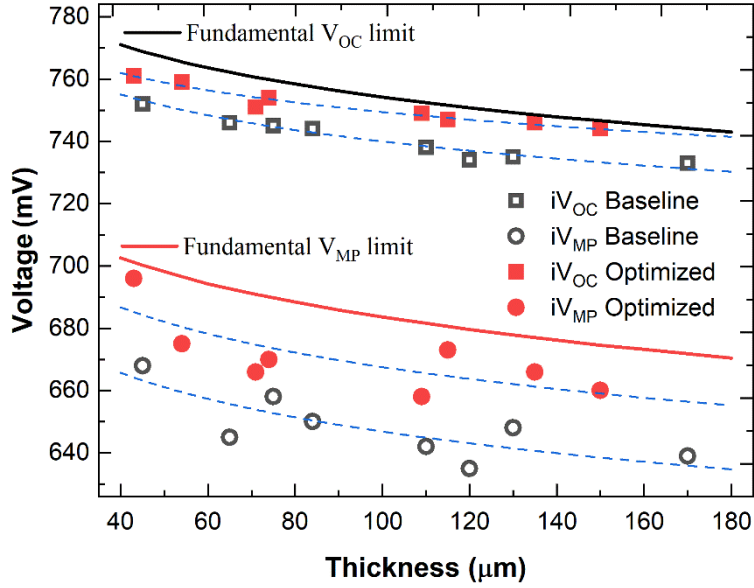 780
760
740
720
700
680
660
640
Voltage (mV)
Fundamental V_OC limit
iV_OC Baseline
iV_MP Baseline
iV_OC Optimized
iV_MP Optimized
Fundamental V_MP limit
40 60 80 100 120 140 160 180
Thickness (μm)